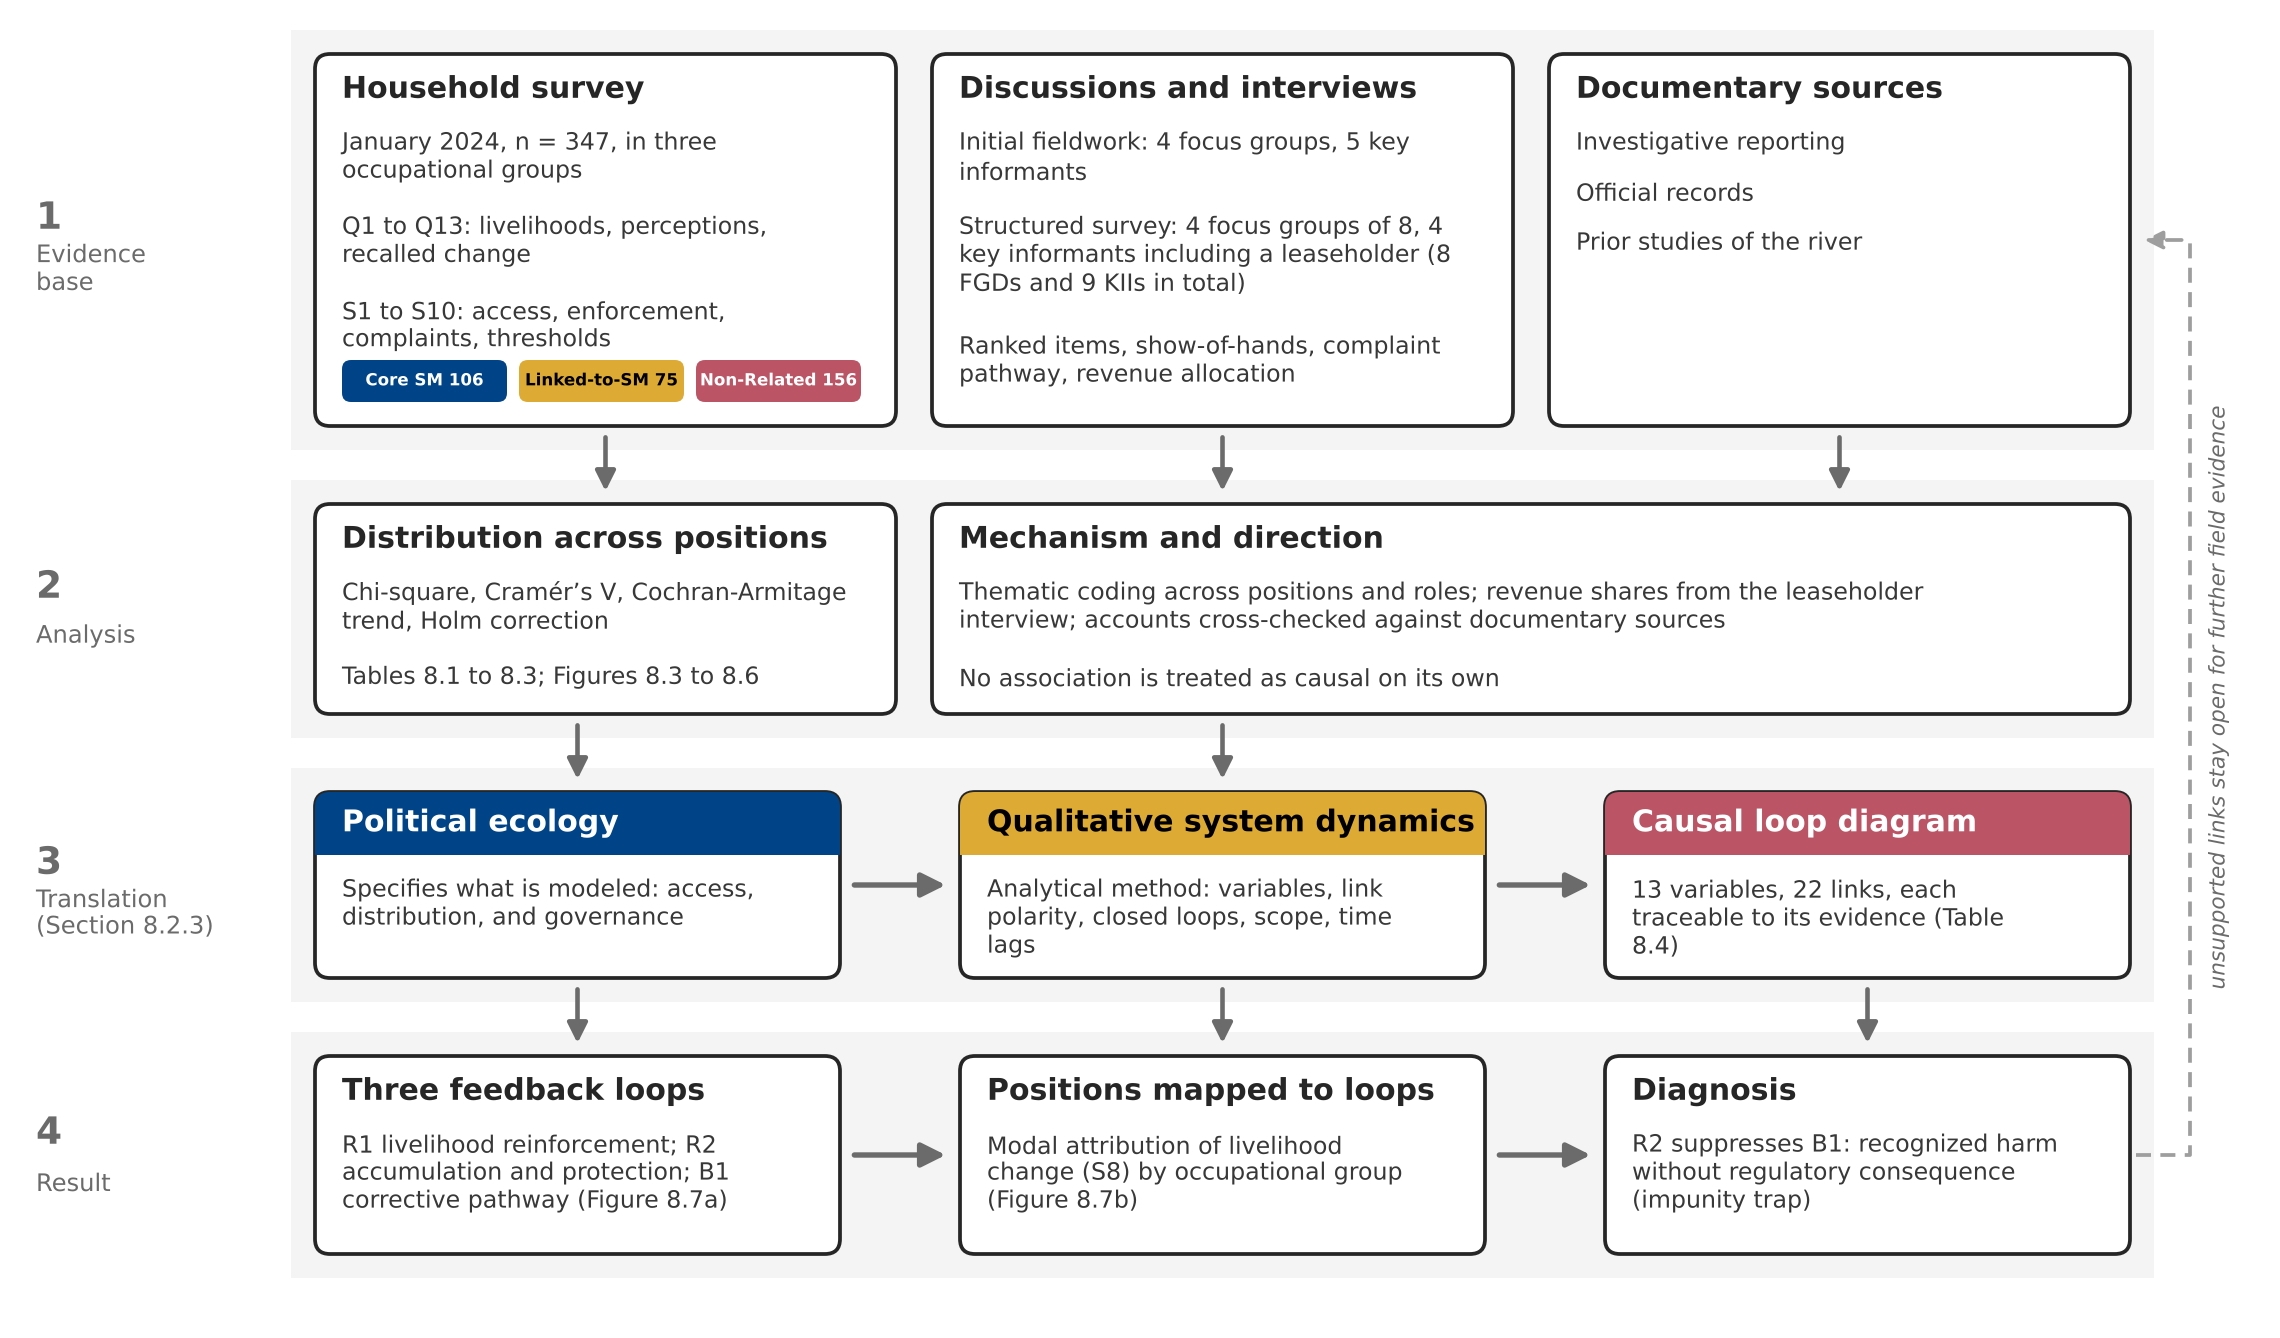 1
Evidence
base
Household survey
January 2024, n = 347, in three
occupational groups
Q1 to Q13: livelihoods, perceptions,
recalled change
S1 to S10: access, enforcement,
complaints, thresholds
Core SM 106
Linked-to-SM 75
Non-Related 156
Discussions and interviews
Initial fieldwork: 4 focus groups, 5 key
informants
Structured survey: 4 focus groups of 8, 4
key informants including a leaseholder (8
FGDs and 9 KIIs in total)
Ranked items, show-of-hands, complaint
pathway, revenue allocation
Documentary sources
Investigative reporting
Official records
Prior studies of the river
2
Analysis
Distribution across positions
Chi-square, Cramér’s V, Cochran-Armitage
trend, Holm correction
Tables 8.1 to 8.3; Figures 8.3 to 8.6
Mechanism and direction
Thematic coding across positions and roles; revenue shares from the leaseholder
interview; accounts cross-checked against documentary sources
No association is treated as causal on its own
3
Translation
(Section 8.2.3)
Political ecology
Specifies what is modeled: access,
distribution, and governance
Qualitative system dynamics
Analytical method: variables, link
polarity, closed loops, scope, time
lags
Causal loop diagram
13 variables, 22 links, each
traceable to its evidence (Table
8.4)
4
Result
Three feedback loops
R1 livelihood reinforcement; R2
accumulation and protection; B1
corrective pathway (Figure 8.7a)
Positions mapped to loops
Modal attribution of livelihood
change (S8) by occupational group
(Figure 8.7b)
Diagnosis
R2 suppresses B1: recognized harm
without regulatory consequence
(impunity trap)
unsupported links stay open for further field evidence